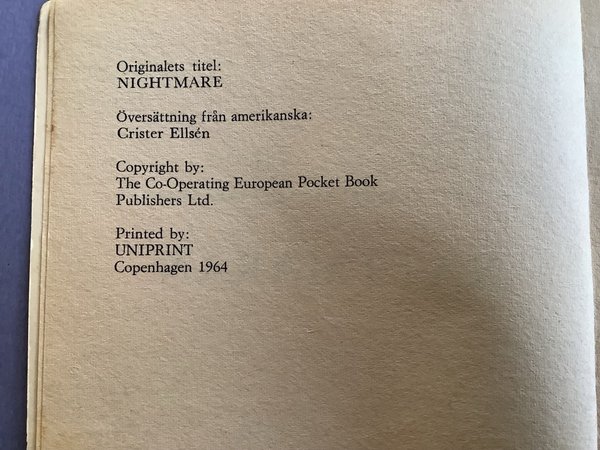 Originalets titel:
NIGHTMARE
Översättning från amerikanska:
Crister Ellsén
Copyright by:
The Co-Operating European Pocket Book
Publishers Ltd.
Printed by:
UNIPRINT
Copenhagen 1964